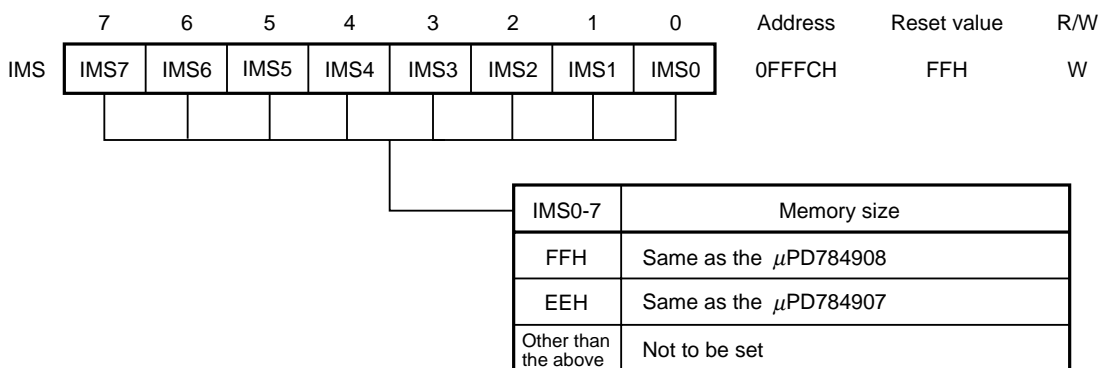 7 6 5 4 3 2 1 0 Address Reset value R/W
IMS IMS7 IMS6 IMS5 IMS4 IMS3 IMS2 IMS1 IMS0 0FFFCH FFH W
IMS0-7 Memory size
FFH Same as the μPD784908
EEH Same as the μPD784907
Other than
the above Not to be set